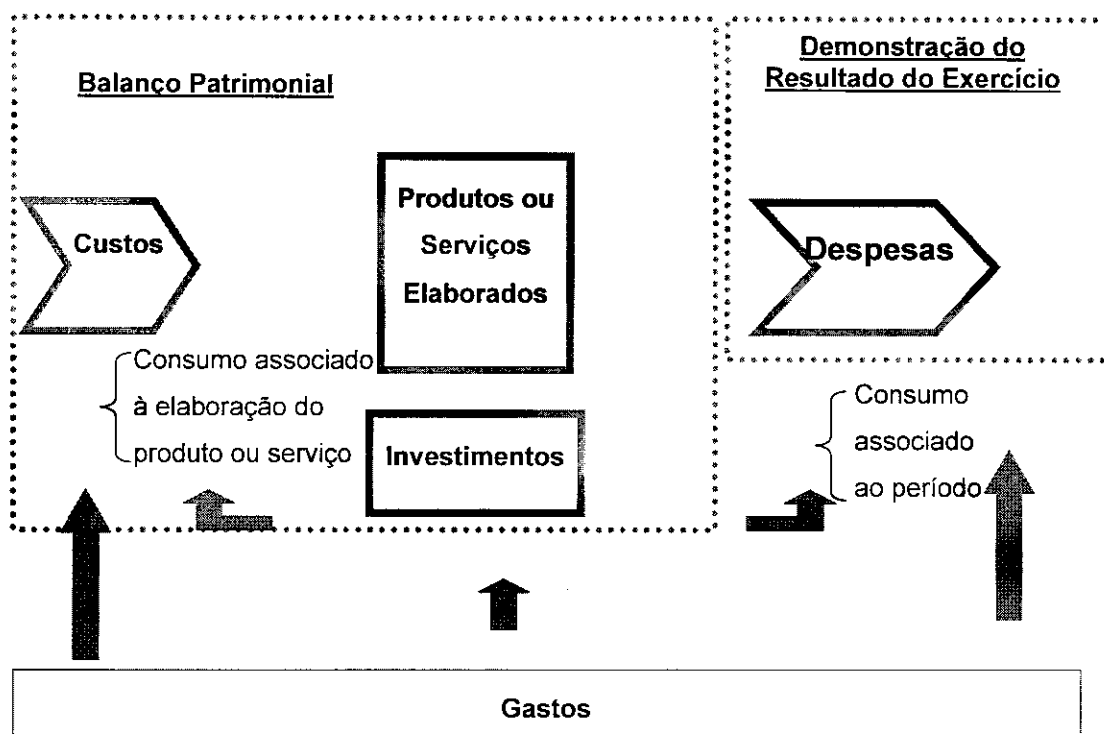 Balanço Patrimonial
Demonstração do
Resultado do Exercício
Custos
Produtos ou
Serviços
Elaborados
Despesas
Consumo associado
à elaboração do
produto ou serviço
Investimentos
Consumo
associado
ao período
Gastos